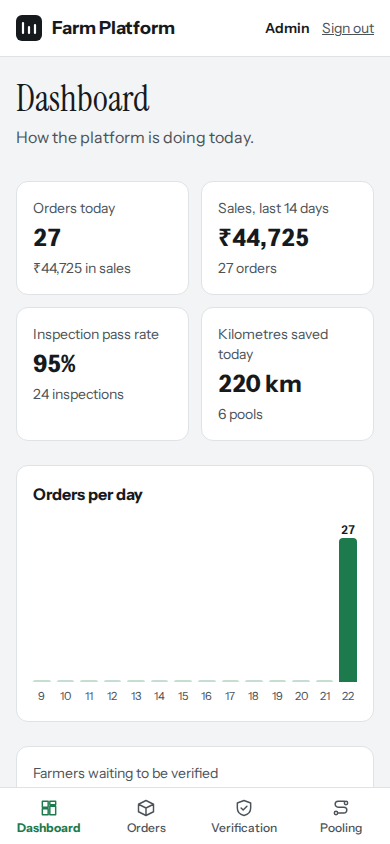 Farm Platform
Admin Sign out
Dashboard
How the platform is doing today.
Orders today
27
₹44,725 in sales
Sales, last 14 days
₹44,725
27 orders
Inspection pass rate
95%
24 inspections
Kilometres saved
today
220 km
6 pools
Orders per day
27
9 10 11 12 13 14 15 16 17 18 19 20 21 22
Farmers waiting to be verified
Dashboard Orders Verification Pooling